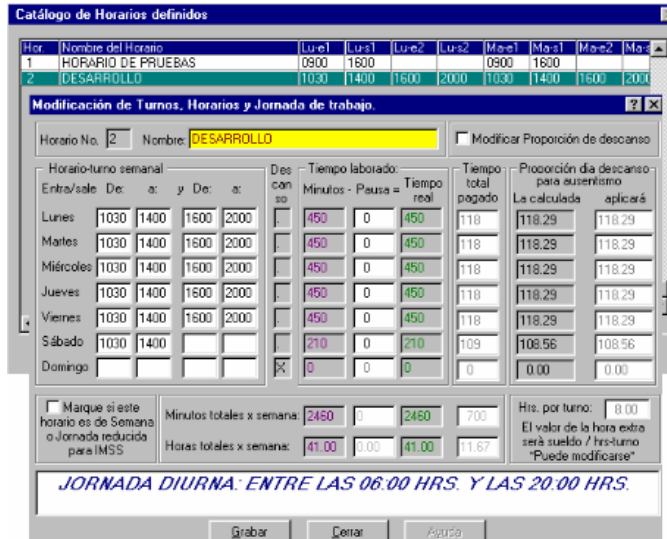 Catálogo de Horarios definidos
Hor. Nombre del Horario Lu-e1 Lu-s1 Lu-e2 Lu-s2 Ma-e1 Ma-s1 Ma-e2 Ma-s
1 HORARIO DE PRUEBAS 0900 1600 0900 1600
2 DESARROLLO 1030 1400 1600 2000 1030 1400 1600 2000
Modificación de Turnos, Horarios y Jornada de trabajo.
Horario No. 2 Nombre: DESARROLLO Modificar Proporción de descanso
Horario-turno semanal Des Tiempo laborado: Tiempo Proporción dia descanso
can total para ausentismo
Entra/sale De: a: y De: a: so Minutos - Pausa = Tiempo real pagado La calculada aplicará
Lunes 1030 1400 1600 2000 . 450 0 450 118 118.29 118.29
Martes 1030 1400 1600 2000 . 450 0 450 118 118.29 118.29
Miércoles 1030 1400 1600 2000 . 450 0 450 118 118.29 118.29
Jueves 1030 1400 1600 2000 . 450 0 450 118 118.29 118.29
Viernes 1030 1400 1600 2000 . 450 0 450 118 118.29 118.29
Sábado 1030 1400 . 210 0 210 109 108.56 108.56
Domingo X 0 0 0 0 0.00 0.00
Marque si este
horario es de Semana
o Jornada reducida
para IMSS
Minutos totales x semana: 2460 0 2460 700
Horas totales x semana: 41.00 0.00 41.00 11.67
Hrs. por turno: 8.00
El valor de la hora extra
será sueldo / hrs-turno
"Puede modificarse"
JORNADA DIURNA: ENTRE LAS 06:00 HRS. Y LAS 20:00 HRS.
Grabar Cerrar Ayuda